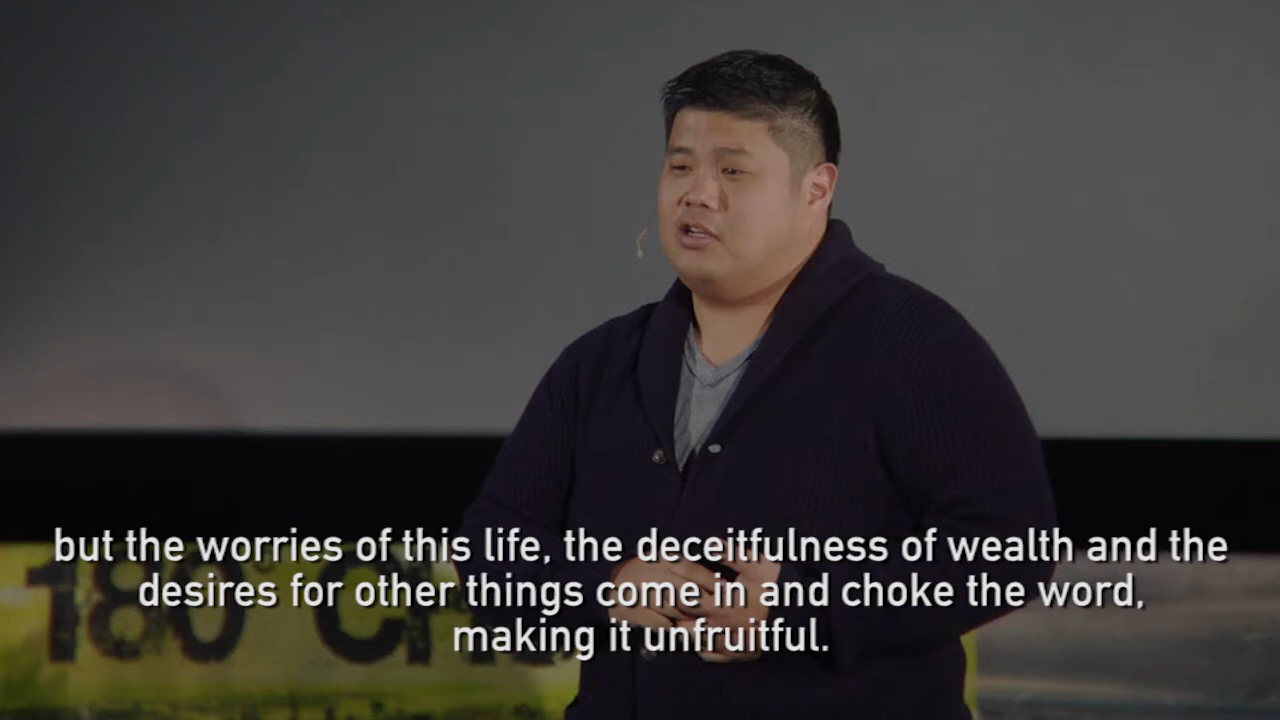 but the worries of this life, the deceitfulness of wealth and the
desires for other things come in and choke the word,
making it unfruitful.
180°C